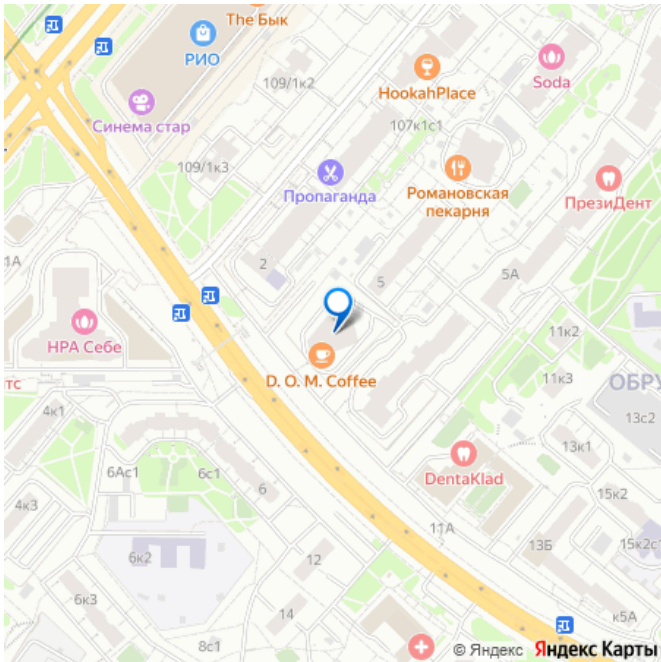 The Бык
РИО
109/1к2
HookahPlace
Soda
Синема стар
107к1с1
109/1к3
Пропаганда
Романовская
пекарня
ПрезиДент
2
5
5А
1А
НРА Себе
D. O. M. Coffee
11к2
11к3
ОБРУ
тс
4к1
13с2
13к1
DentaKlad
6Ас1
6с1
6
4к3
15к2
11А
13Б
15к2с1
6к2
12
6к3
14
к5А
8с1
© Яндекс Яндекс Карты